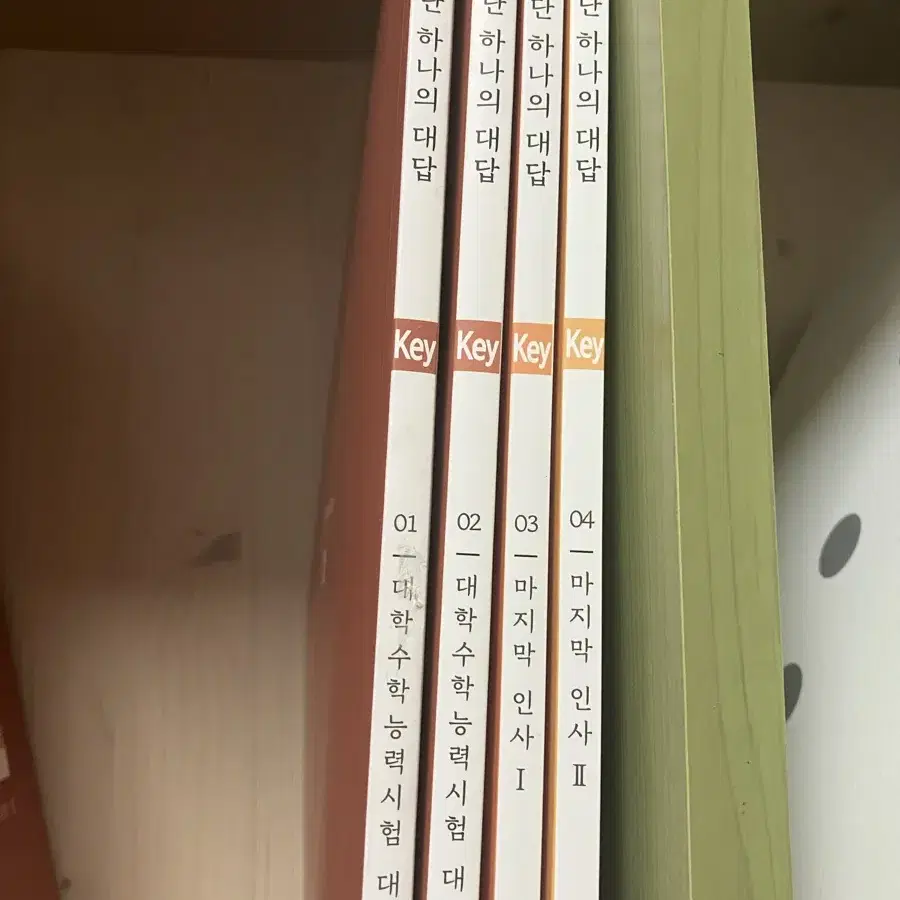 단 하나의 대답
Key
01 — 대학수학능력시험 대
단 하나의 대답
Key
02 — 대학수학능력시험 대
단 하나의 대답
Key
03 — 마지막 인사 I
단 하나의 대답
Key
04 — 마지막 인사 II